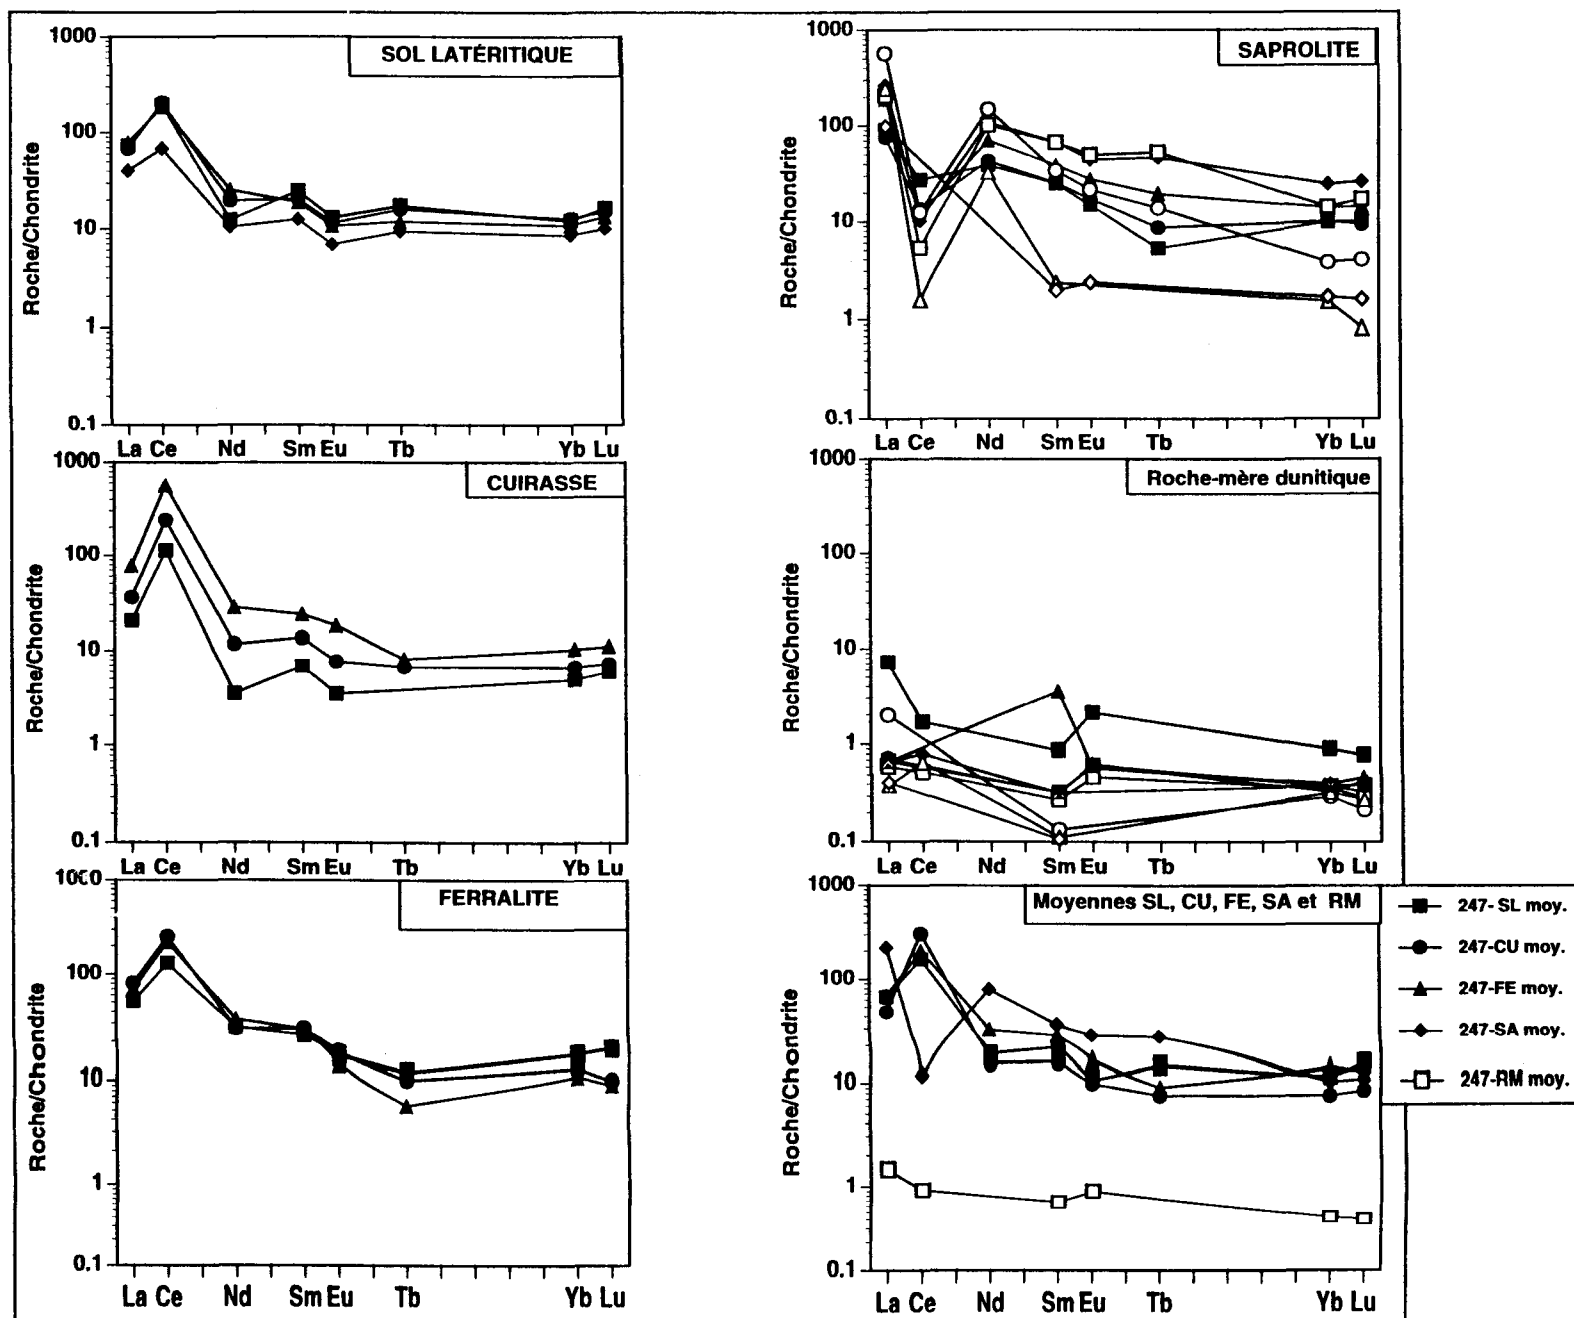 SOL LATÉRITIQUE
Roche/Chondrite
1000
100
10
1
0.1
La Ce Nd Sm Eu Tb Yb Lu
SAPROLITE
Roche/Chondrite
1000
100
10
1
0.1
La Ce Nd Sm Eu Tb Yb Lu
CUIRASSE
Roche/Chondrite
1000
100
10
1
0.1
La Ce Nd Sm Eu Tb Yb Lu
Roche-mère dunitique
Roche/Chondrite
1000
100
10
1
0.1
La Ce Nd Sm Eu Tb Yb Lu
FERRALITE
Roche/Chondrite
1000
100
10
1
0.1
La Ce Nd Sm Eu Tb Yb Lu
Moyennes SL, CU, FE, SA et RM
Roche/Chondrite
1000
100
10
1
0.1
La Ce Nd Sm Eu Tb Yb Lu
247- SL moy.
247-CU moy.
247-FE moy.
247-SA moy.
247-RM moy.